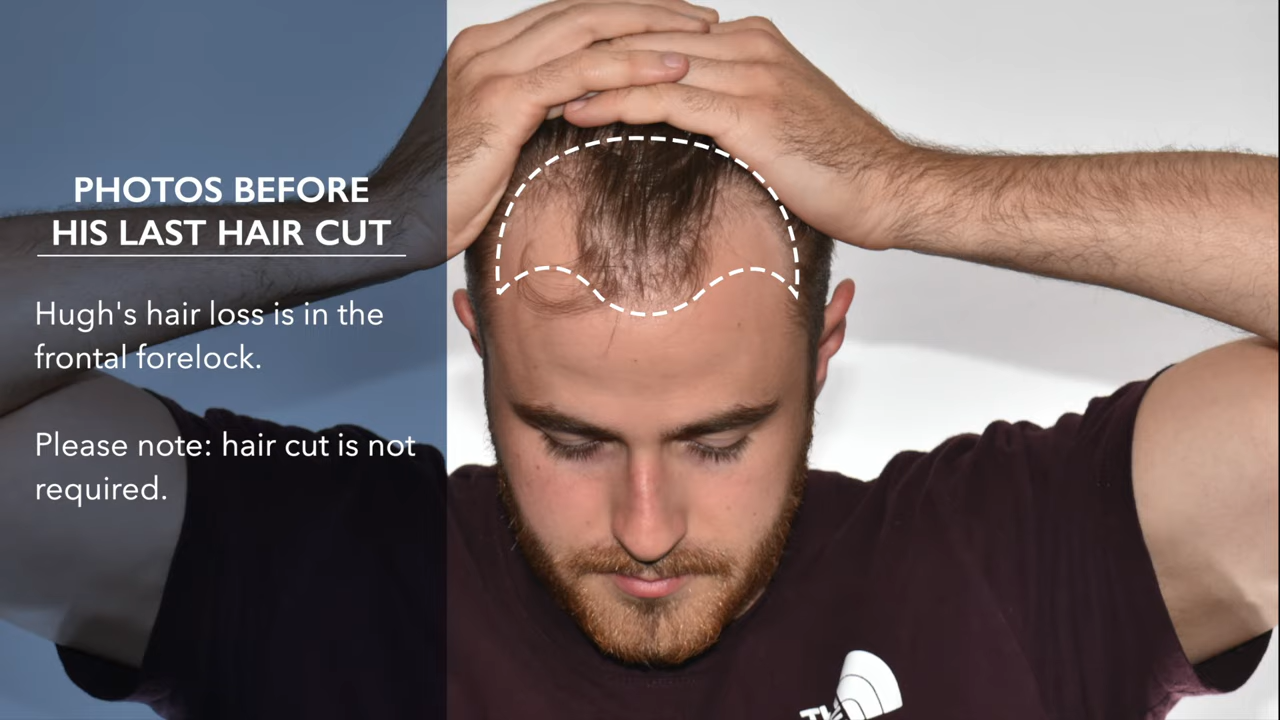 PHOTOS BEFORE
HIS LAST HAIR CUT
Hugh's hair loss is in the
frontal forelock.
Please note: hair cut is not
required.
THE